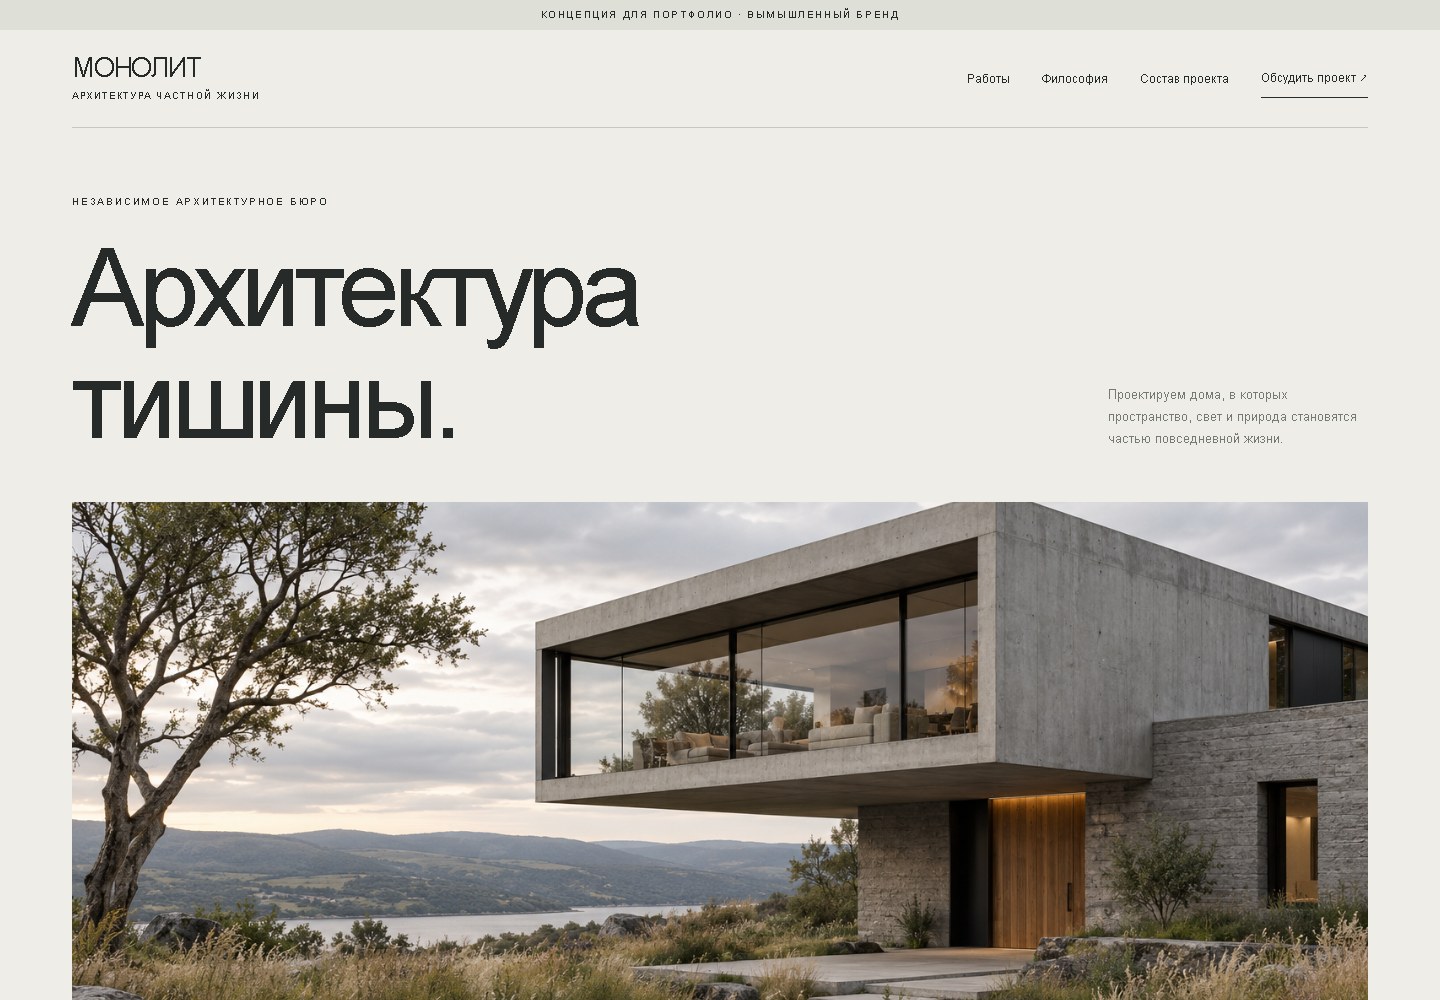 КОНЦЕПЦИЯ ДЛЯ ПОРТФОЛИО · ВЫМЫШЛЕННЫЙ БРЕНД
МОНОЛИТ
АРХИТЕКТУРА ЧАСТНОЙ ЖИЗНИ
Работы
Философия
Состав проекта
Обсудить проект ↗
НЕЗАВИСИМОЕ АРХИТЕКТУРНОЕ БЮРО
Архитектура
тишины.
Проектируем дома, в которых
пространство, свет и природа становятся
частью повседневной жизни.